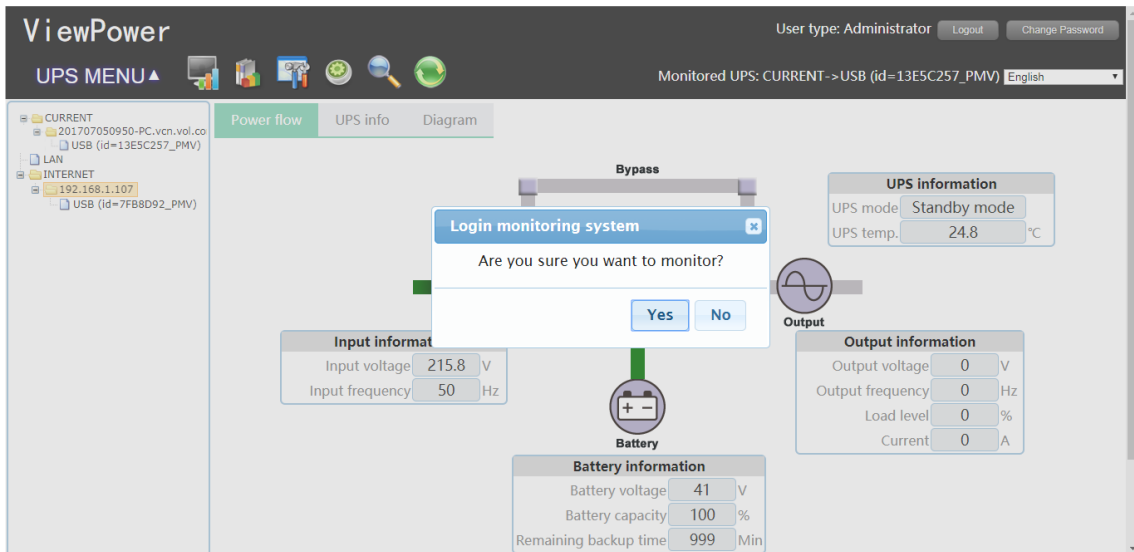 ViewPower
User type: Administrator Logout Change Password
UPS MENU▲
Monitored UPS: CURRENT->USB (id=13E5C257_PMV) English
CURRENT
201707050950-PC.vcn.vol.co
USB (id=13E5C257_PMV)
LAN
INTERNET
192.168.1.107
USB (id=7FB8D92_PMV)
Power flow UPS info Diagram
Bypass
UPS information
UPS mode Standby mode
UPS temp. 24.8 °C
Login monitoring system
Are you sure you want to monitor?
Yes No
Output
Input informat
Input voltage 215.8 V
Input frequency 50 Hz
Output information
Output voltage 0 V
Output frequency 0 Hz
Load level 0 %
Current 0 A
Battery
Battery information
Battery voltage 41 V
Battery capacity 100 %
Remaining backup time 999 Min